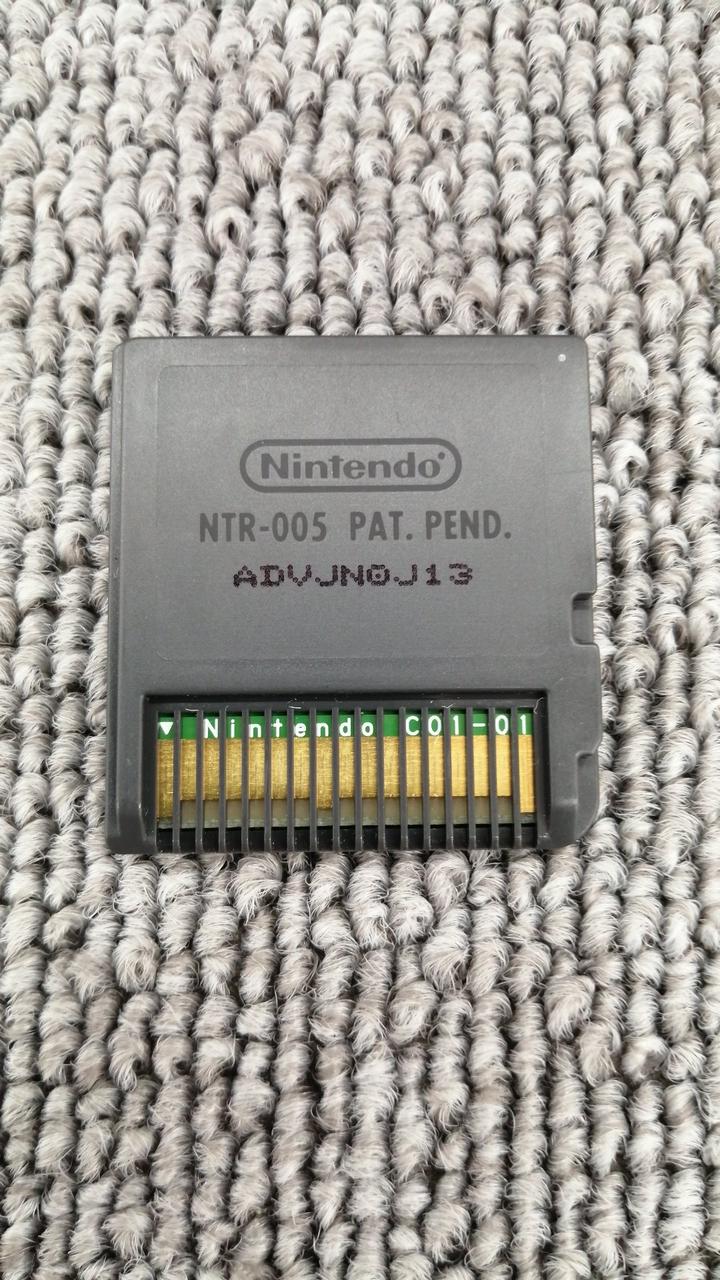 Nintendo®
NTR-005 PAT. PEND.
ADVJN0J13
▼ Nintendo C01-01